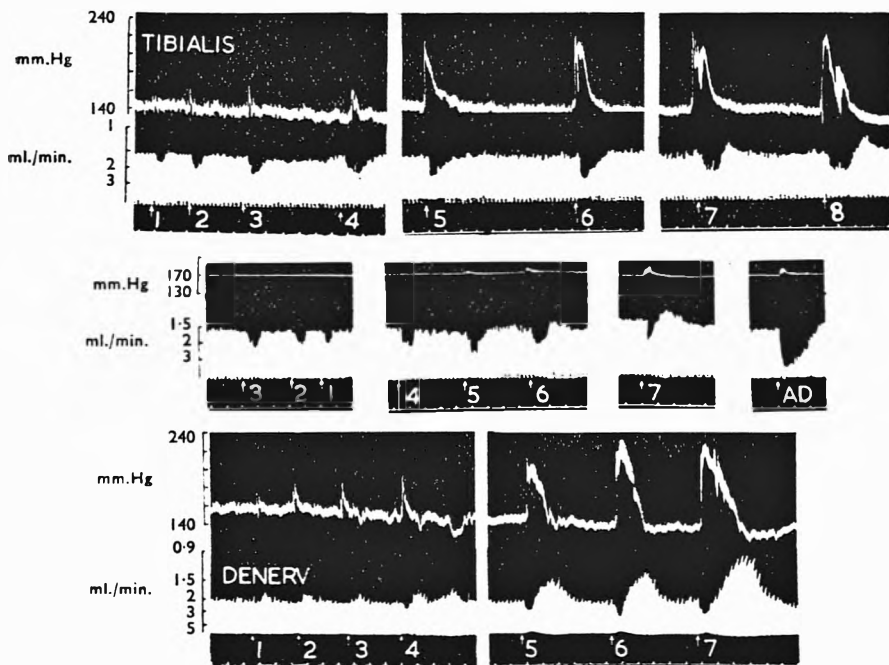 240
TIBIALIS
mm.Hg
140
1
ml./min.
2
3
1 2 3 4 5 6 7 8
170
mm.Hg
130
1·5
ml./min.
2
3
3 2 1 4 5 6 7 AD
240
mm.Hg
140
0·9
DENERV
1·5
ml./min.
2
3
5
1 2 3 4 5 6 7